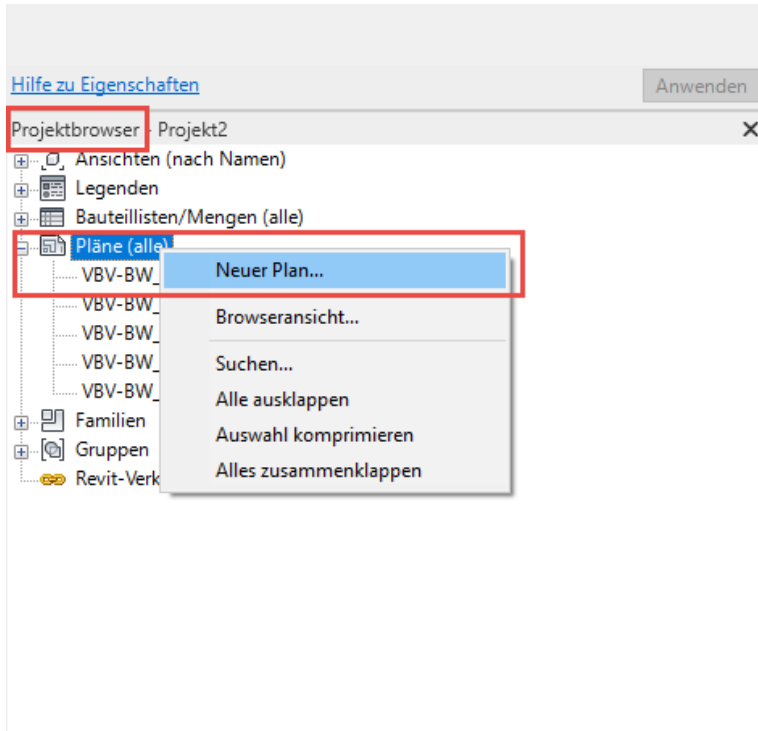 Hilfe zu Eigenschaften
Anwenden
Projektbrowser - Projekt2
Ansichten (nach Namen)
Legenden
Bauteillisten/Mengen (alle)
Pläne (alle)
Neuer Plan...
VBV-BW_
Browseransicht...
VBV-BW_
VBV-BW_
Suchen...
VBV-BW_
Alle ausklappen
VBV-BW_
Auswahl komprimieren
Familien
Gruppen
Alles zusammenklappen
Revit-Verk